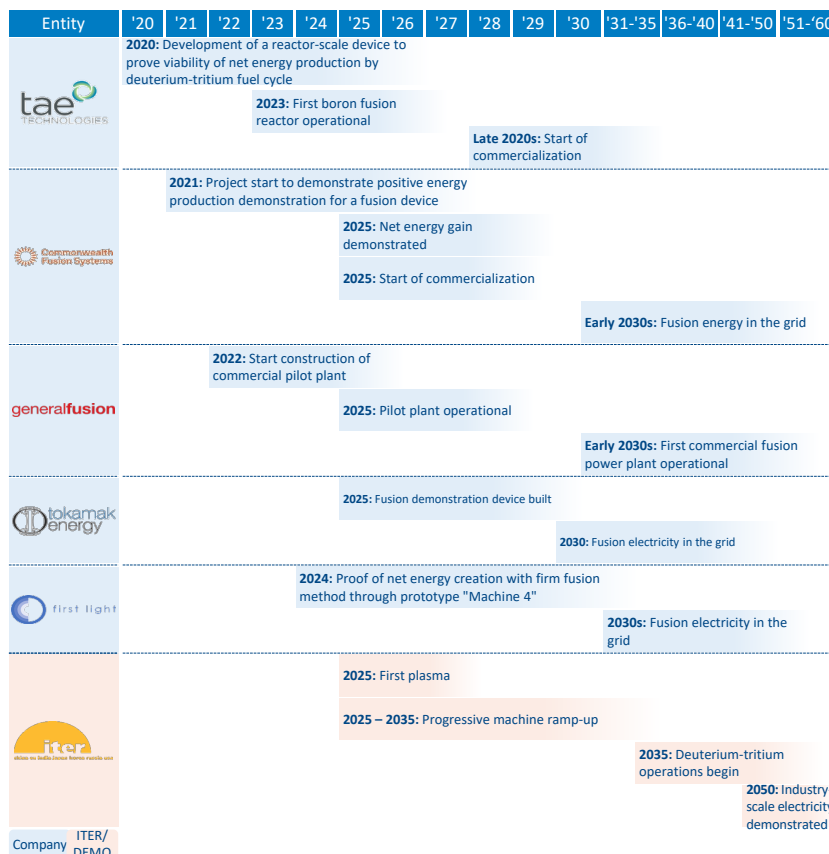 Entity '20 '21 '22 '23 '24 '25 '26 '27 '28 '29 '30 '31-'35 '36-'40 '41-'50 '51-'60
2020: Development of a reactor-scale device to
prove viability of net energy production by
deuterium-tritium fuel cycle
tae
TECHNOLOGIES
2023: First boron fusion
reactor operational
Late 2020s: Start of
commercialization
2021: Project start to demonstrate positive energy
production demonstration for a fusion device
Commonwealth
Fusion Systems
2025: Net energy gain
demonstrated
2025: Start of commercialization
Early 2030s: Fusion energy in the grid
generalfusion
2022: Start construction of
commercial pilot plant
2025: Pilot plant operational
Early 2030s: First commercial fusion
power plant operational
tokamak
energy
2025: Fusion demonstration device built
2030: Fusion electricity in the grid
first light
2024: Proof of net energy creation with firm fusion
method through prototype "Machine 4"
2030s: Fusion electricity in the
grid
iter
2025: First plasma
2025 – 2035: Progressive machine ramp-up
2035: Deuterium-tritium
operations begin
2050: Industry-
scale electricity
demonstrated
Company
ITER/
DEMO